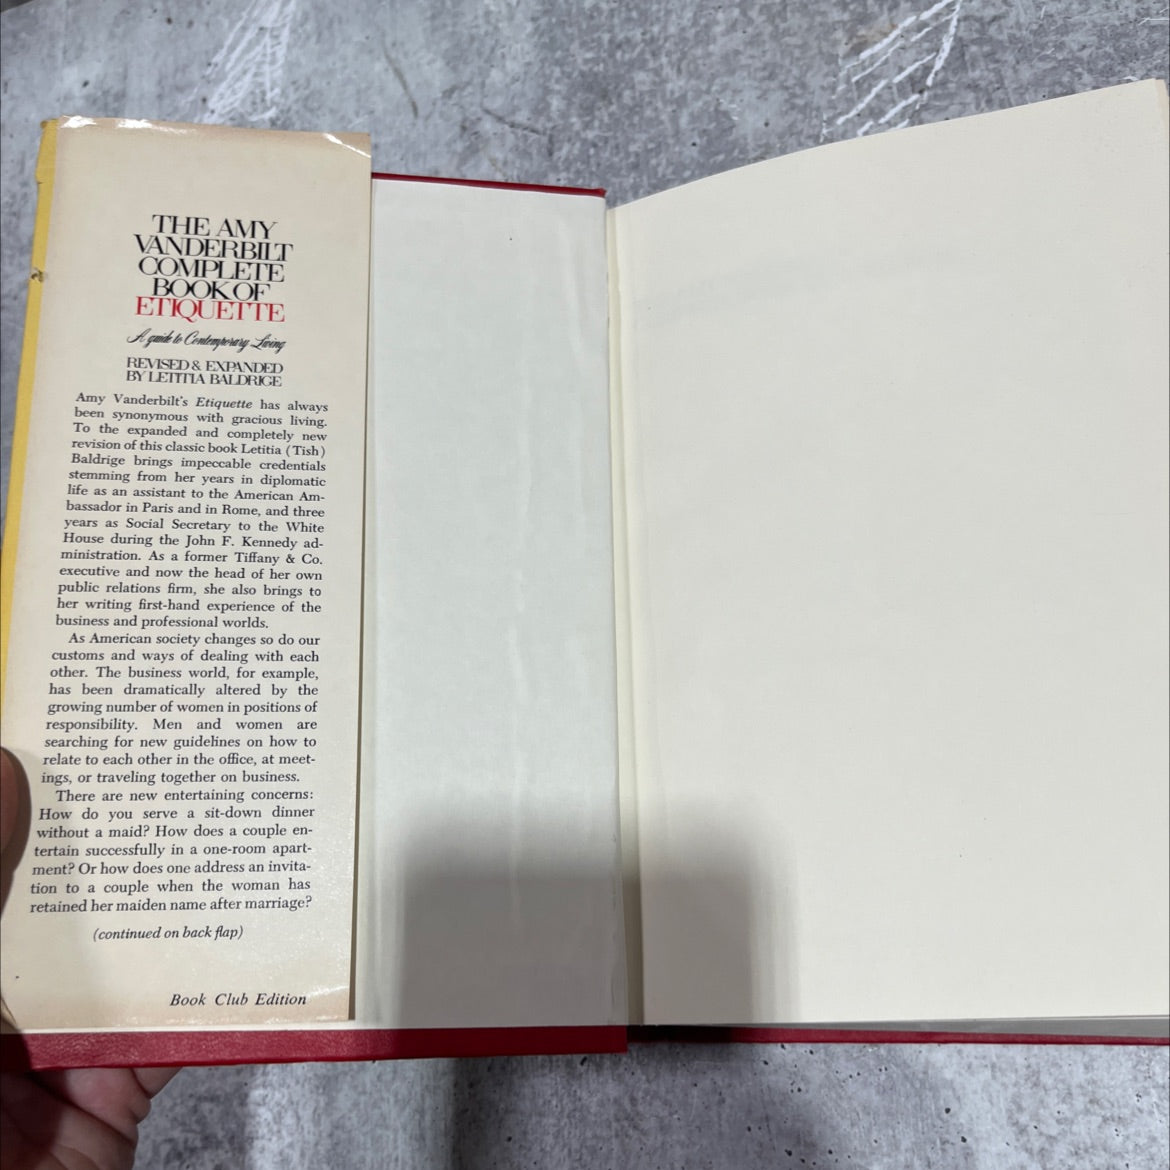 THE AMY
VANDERBILT
COMPLETE
BOOK OF
ETIQUETTE
A guide to Contemporary Living
REVISED & EXPANDED
BY LETITIA BALDRIGE
Amy Vanderbilt's Etiquette has always
been synonymous with gracious living.
To the expanded and completely new
revision of this classic book Letitia (Tish)
Baldrige brings impeccable credentials
stemming from her years in diplomatic
life as an assistant to the American Am-
bassador in Paris and in Rome, and three
years as Social Secretary to the White
House during the John F. Kennedy ad-
ministration. As a former Tiffany & Co.
executive and now the head of her own
public relations firm, she also brings to
her writing first-hand experience of the
business and professional worlds.
As American society changes so do our
customs and ways of dealing with each
other. The business world, for example,
has been dramatically altered by the
growing number of women in positions of
responsibility. Men and women are
searching for new guidelines on how to
relate to each other in the office, at meet-
ings, or traveling together on business.
There are new entertaining concerns:
How do you serve a sit-down dinner
without a maid? How does a couple en-
tertain successfully in a one-room apart-
ment? Or how does one address an invita-
tion to a couple when the woman has
retained her maiden name after marriage?
(continued on back flap)
Book Club Edition